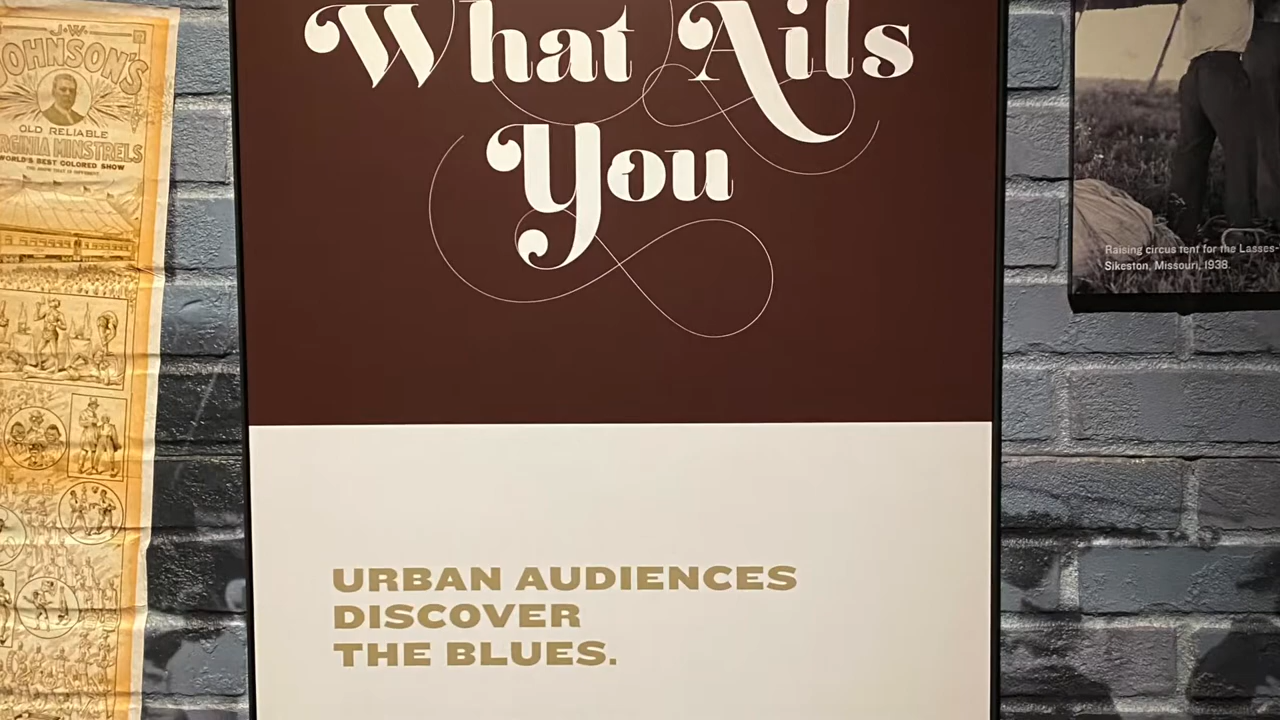 J.W.
JOHNSON'S
OLD RELIABLE
VIRGINIA MINSTRELS
WORLD'S BEST COLORED SHOW
What Ails
You
URBAN AUDIENCES
DISCOVER
THE BLUES.
Raising circus tent for the Lasses-
Sikeston, Missouri, 1938.